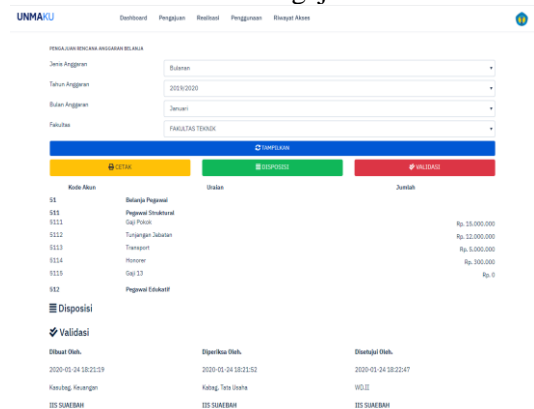 UNMAKU Dashboard Pengajuan Realisasi Penggunaan Riwayat Akses
PENGAJUAN RENCANA ANGGARAN BELANJA
Jenis Anggaran Bulanan
Tahun Anggaran 2019/2020
Bulan Anggaran Januari
Fakultas FAKULTAS TEKNIK
TAMPILKAN
CETAK DISPOSISI VALIDASI
Kode Akun Uraian Jumlah
51 Belanja Pegawai
511 Pegawai Struktural
5111 Gaji Pokok Rp. 15.000.000
5112 Tunjangan Jabatan Rp. 12.000.000
5113 Transport Rp. 5.000.000
5114 Honorer Rp. 300.000
5115 Gaji 13 Rp. 0
512 Pegawai Edukatif
Disposisi
Validasi
Dibuat Oleh. Diperiksa Oleh. Disetujui Oleh.
2020-01-24 18:21:19 2020-01-24 18:21:52 2020-01-24 18:22:47
Kasubag. Keuangan Kabag. Tata Usaha WD.II
IIS SUAEBAH IIS SUAEBAH IIS SUAEBAH